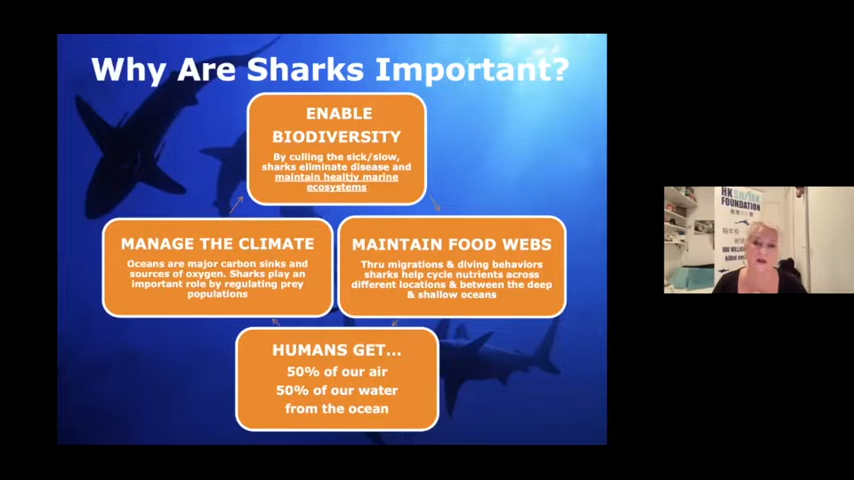 Why Are Sharks Important?
ENABLE
BIODIVERSITY
By culling the sick/slow,
sharks eliminate disease and
maintain healthy marine
ecosystems
MANAGE THE CLIMATE
Oceans are major carbon sinks and
sources of oxygen. Sharks play an
important role by regulating prey
populations
MAINTAIN FOOD WEBS
Thru migrations & diving behaviors
sharks help cycle nutrients across
different locations & between the deep
& shallow oceans
HUMANS GET...
50% of our air
50% of our water
from the ocean
HK SHARK
FOUNDATION